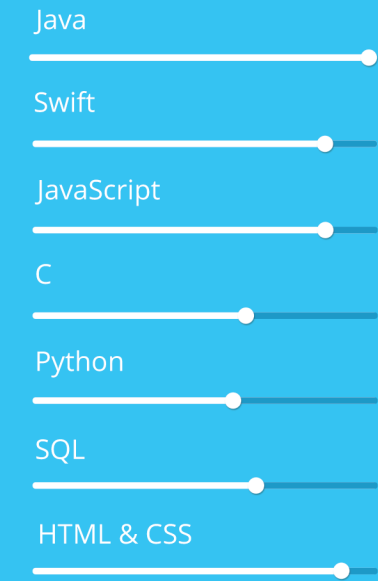 Java
Swift
JavaScript
C
Python
SQL
HTML & CSS